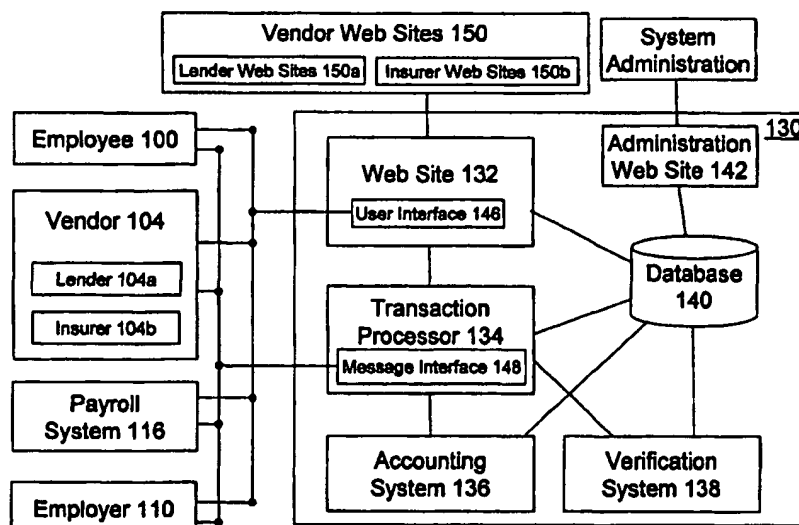 Vendor Web Sites 150
Lender Web Sites 150a
Insurer Web Sites 150b
System
Administration
130
Employee 100
Administration
Web Site 142
Web Site 132
User Interface 146
Vendor 104
Lender 104a
Insurer 104b
Database
140
Transaction
Processor 134
Message Interface 148
Payroll
System 116
Accounting
System 136
Verification
System 138
Employer 110